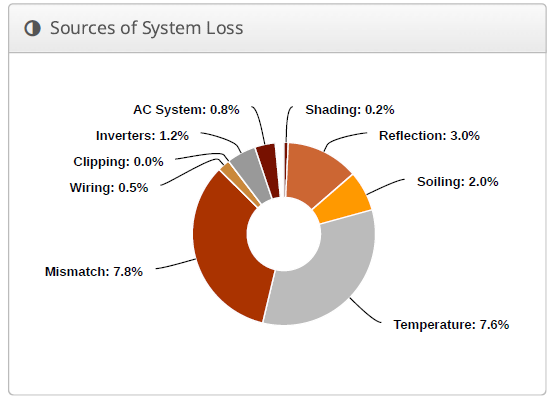 Sources of System Loss
AC System: 0.8%
Shading: 0.2%
Inverters: 1.2%
Reflection: 3.0%
Clipping: 0.0%
Wiring: 0.5%
Soiling: 2.0%
Mismatch: 7.8%
Temperature: 7.6%